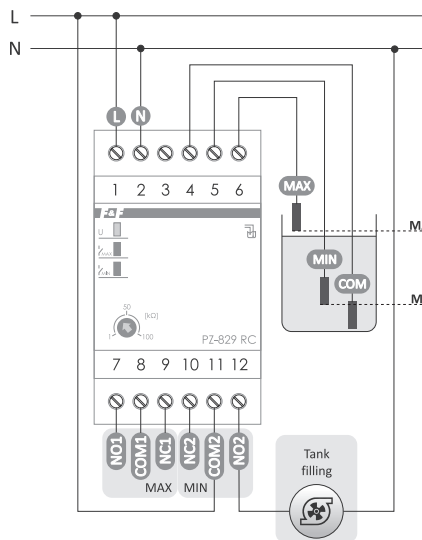 L
N
L N
1 2 3 4 5 6
MAX
F&F
U
MAX
MIN
MIN
COM
M
M
50
[kΩ]
1 100
PZ-829 RC
7 8 9 10 11 12
NO1 COM1 NC1 NC2 COM2 NO2
MAX MIN
Tank
filling